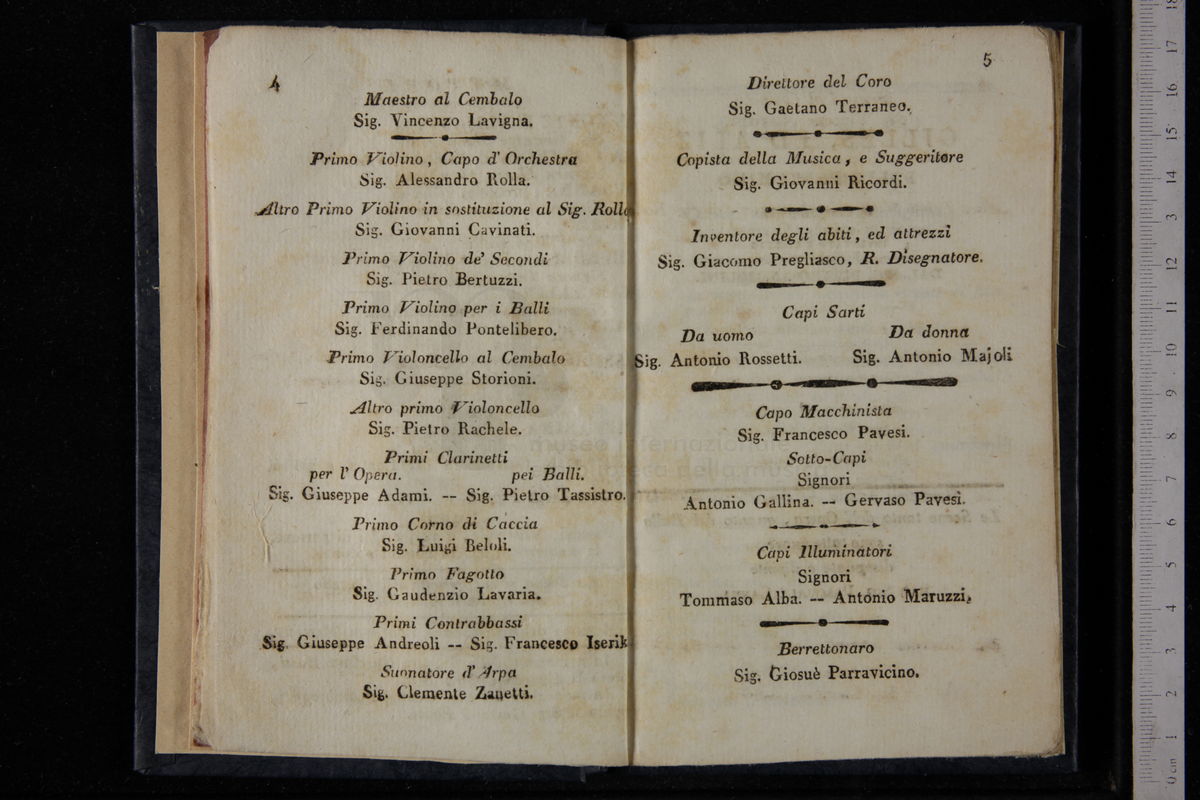 4
Maestro al Cembalo
Sig. Vincenzo Lavigna.
Primo Violino, Capo d' Orchestra
Sig. Alessandro Rolla.
Altro Primo Violino in sostituzione al Sig. Rolla
Sig. Giovanni Cavinati.
Primo Violino de' Secondi
Sig. Pietro Bertuzzi.
Primo Violino per i Balli
Sig. Ferdinando Pontelibero.
Primo Violoncello al Cembalo
Sig. Giuseppe Storioni.
Altro primo Violoncello
Sig. Pietro Rachele.
Primi Clarinetti
per l' Opera. pei Balli.
Sig. Giuseppe Adami. -- Sig. Pietro Tassistro.
Primo Corno di Caccia
Sig. Luigi Beloli.
Primo Fagotto
Sig. Gaudenzio Lavaria.
Primi Contrabbassi
Sig. Giuseppe Andreoli -- Sig. Francesco Iserik
Suonatore d' Arpa
Sig. Clemente Zanetti.
5
Direttore del Coro
Sig. Gaetano Terraneo.
Copista della Musica, e Suggeritore
Sig. Giovanni Ricordi.
Inventore degli abiti, ed attrezzi
Sig. Giacomo Pregliasco, R. Disegnatore.
Capi Sarti
Da uomo Da donna
Sig. Antonio Rossetti. Sig. Antonio Majoli
Capo Macchinista
Sig. Francesco Pavesi.
Sotto-Capi
Signori
Antonio Gallina. -- Gervaso Pavesi.
Capi Illuminatori
Signori
Tommaso Alba. -- Antonio Maruzzi.
Berrettonaro
Sig. Giosuè Parravicino.